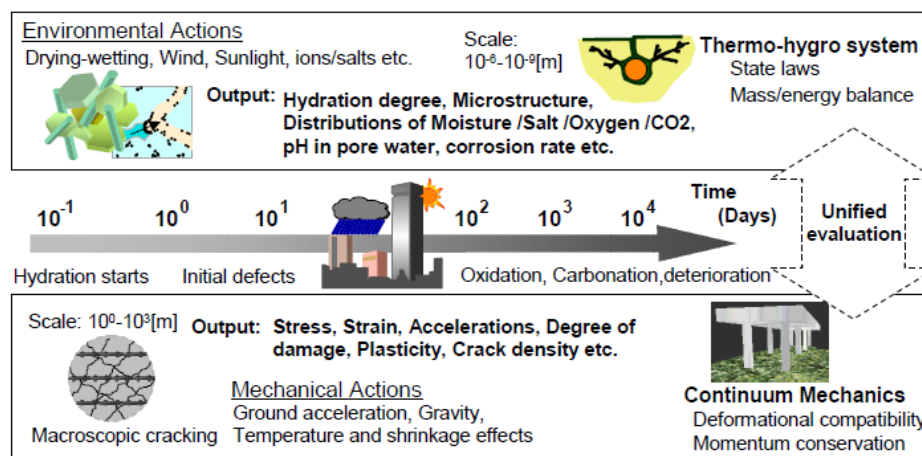 Environmental Actions
Drying-wetting, Wind, Sunlight, ions/salts etc.
Scale:
10⁻⁶-10⁻⁹[m]
Thermo-hygro system
State laws
Mass/energy balance
Output: Hydration degree, Microstructure,
Distributions of Moisture /Salt /Oxygen /CO2,
pH in pore water, corrosion rate etc.
10⁻¹ 10⁰ 10¹ 10² 10³ 10⁴
Time
(Days)
Unified
evaluation
Hydration starts Initial defects Oxidation, Carbonation,deterioration
Scale: 10⁰-10³[m]
Output: Stress, Strain, Accelerations, Degree of
damage, Plasticity, Crack density etc.
Mechanical Actions
Ground acceleration, Gravity,
Temperature and shrinkage effects
Macroscopic cracking
Continuum Mechanics
Deformational compatibility
Momentum conservation